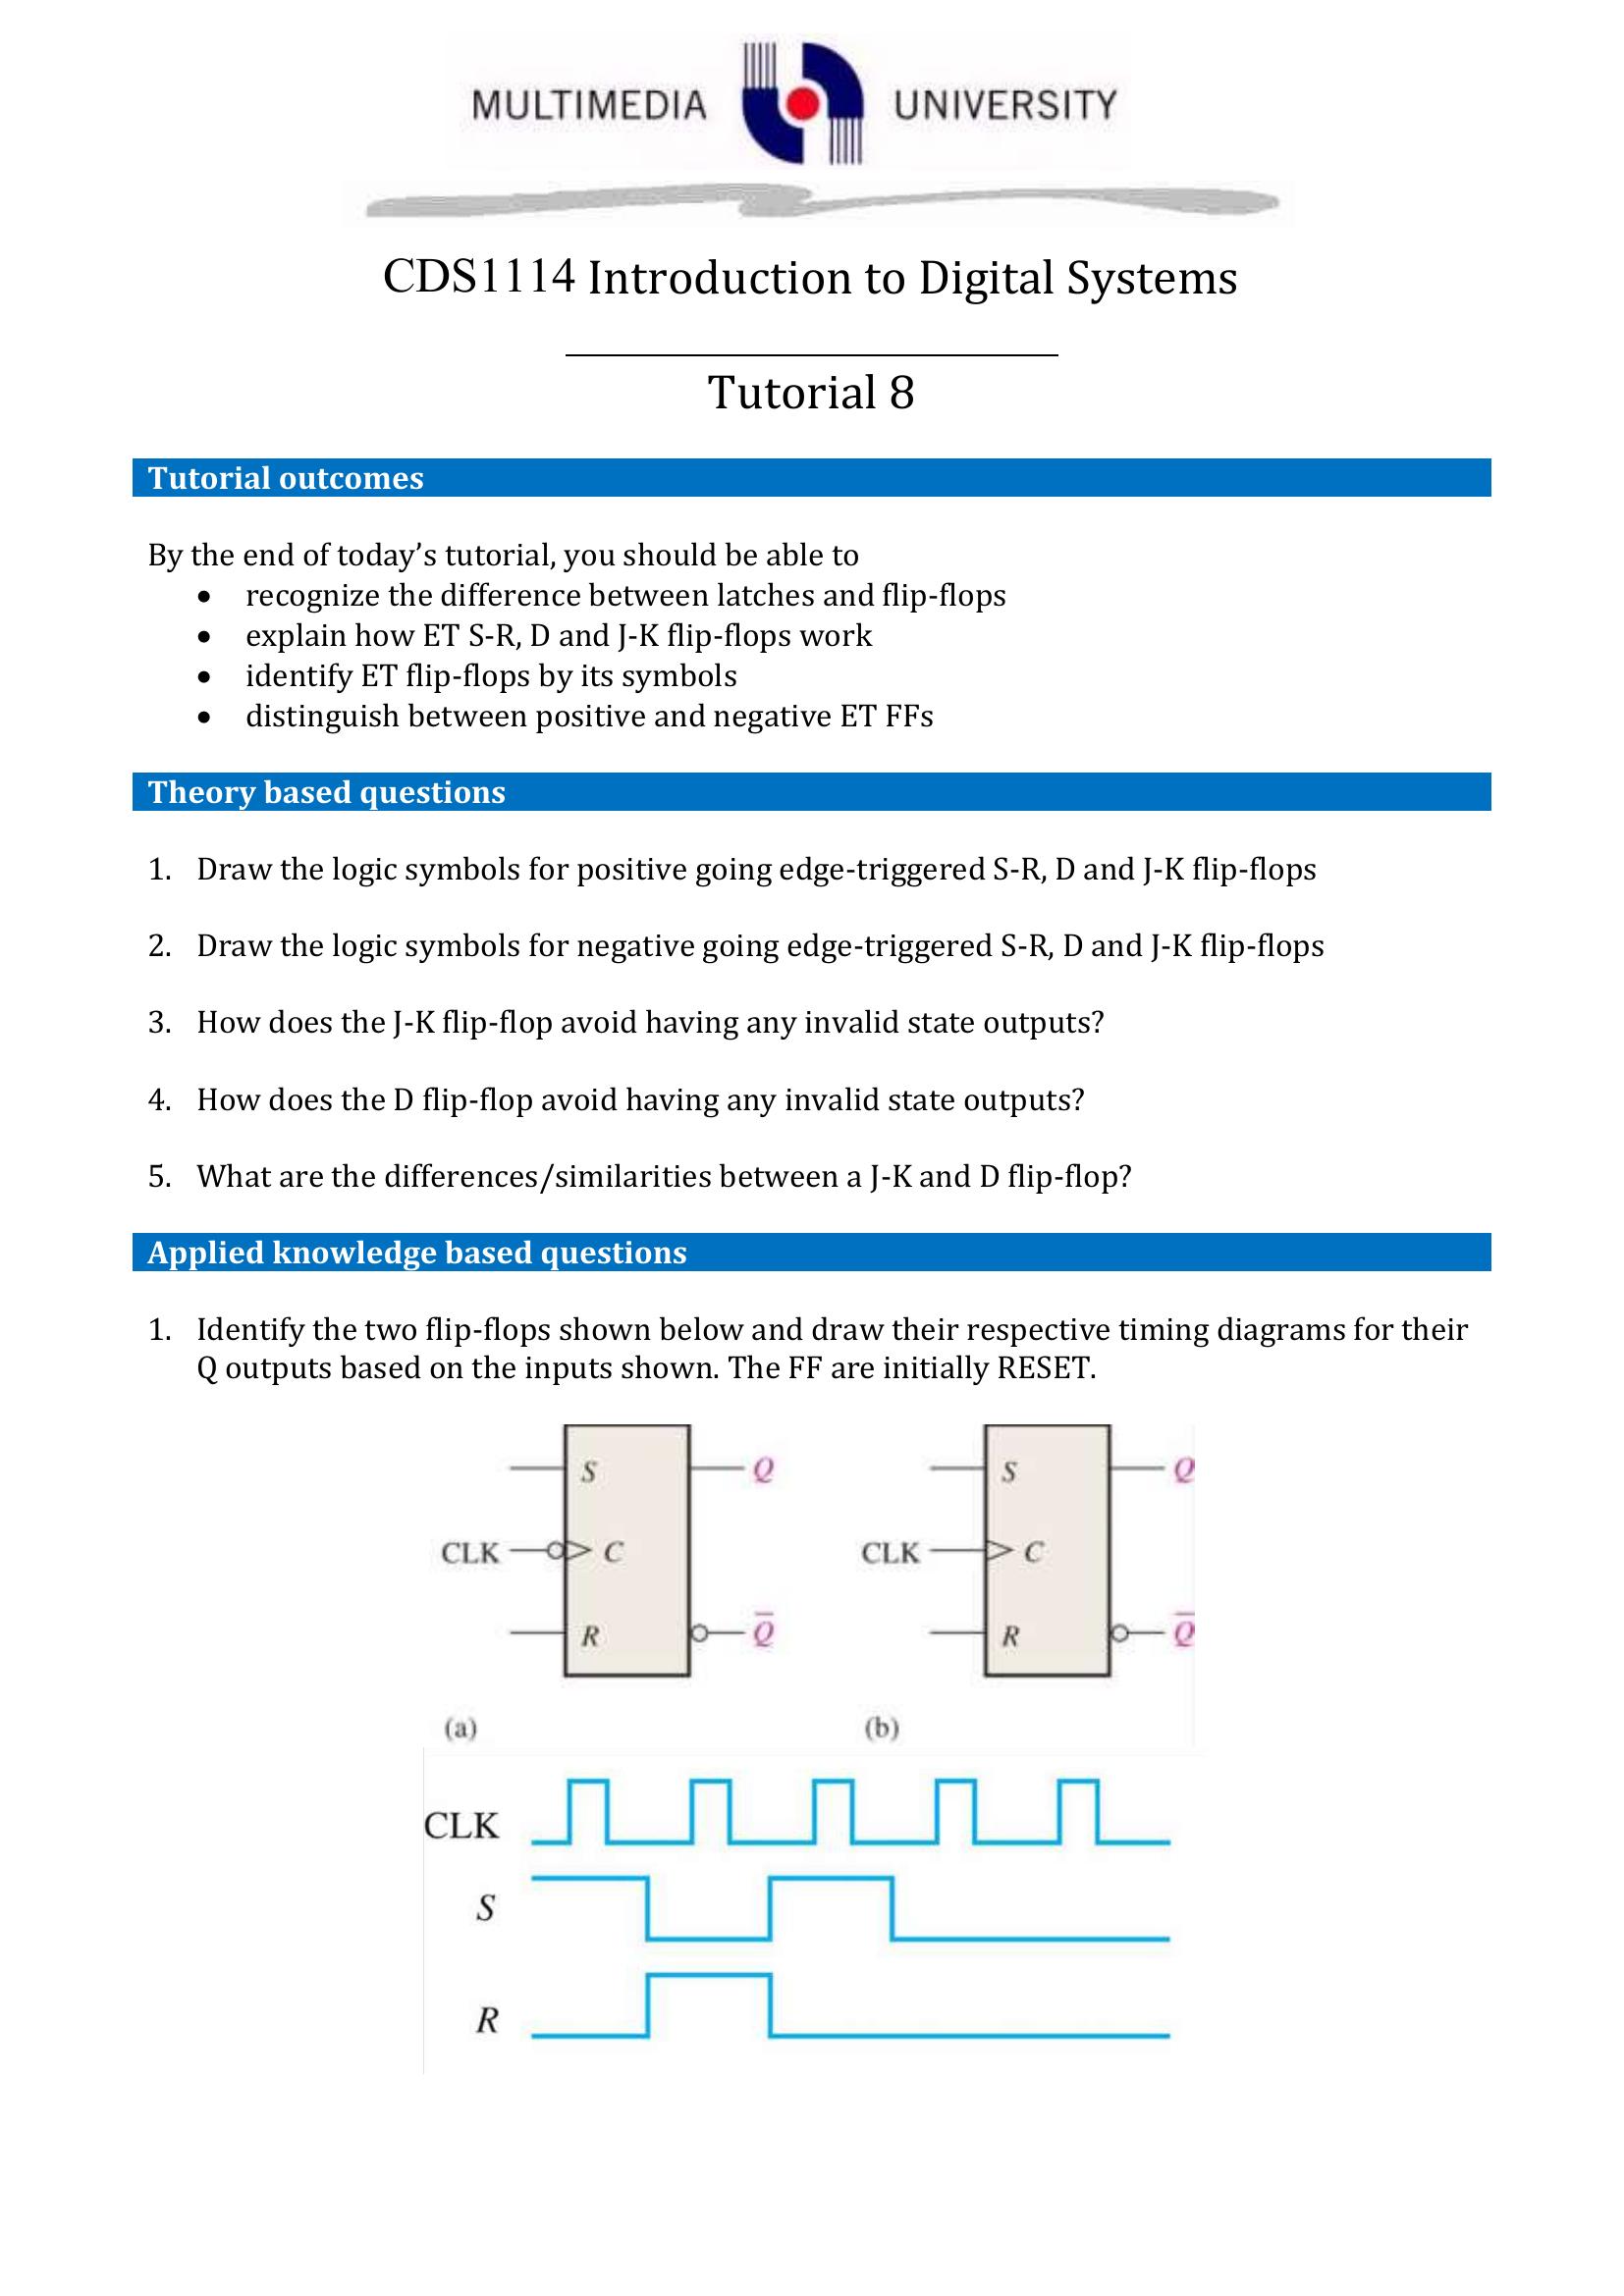 MULTIMEDIA UNIVERSITY
CDS1114 Introduction to Digital Systems
Tutorial 8
Tutorial outcomes
By the end of today’s tutorial, you should be able to
• recognize the difference between latches and flip-flops
• explain how ET S-R, D and J-K flip-flops work
• identify ET flip-flops by its symbols
• distinguish between positive and negative ET FFs
Theory based questions
1. Draw the logic symbols for positive going edge-triggered S-R, D and J-K flip-flops
2. Draw the logic symbols for negative going edge-triggered S-R, D and J-K flip-flops
3. How does the J-K flip-flop avoid having any invalid state outputs?
4. How does the D flip-flop avoid having any invalid state outputs?
5. What are the differences/similarities between a J-K and D flip-flop?
Applied knowledge based questions
1. Identify the two flip-flops shown below and draw their respective timing diagrams for their
Q outputs based on the inputs shown. The FF are initially RESET.
S Q S Q
CLK C CLK C
R Q̅ R Q̅
(a) (b)
CLK
S
R